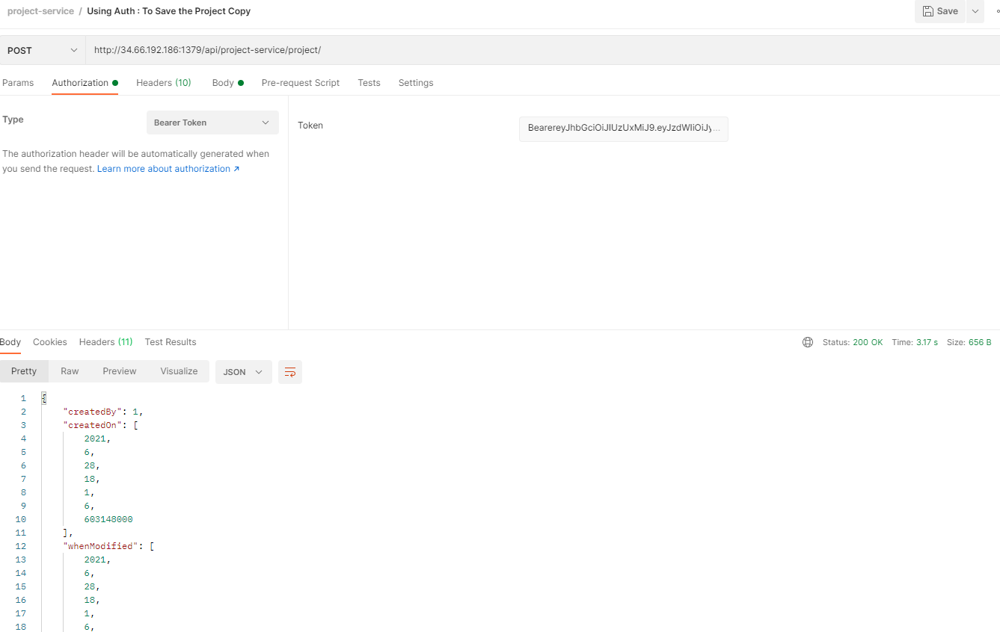 project-service / Using Auth : To Save the Project Copy Save
POST http://34.66.192.186:1379/api/project-service/project/
Params Authorization Headers (10) Body Pre-request Script Tests Settings
Type Bearer Token Token BearereyJhbGciOiJIUzUxMiJ9.eyJzdWIiOiJy...
The authorization header will be automatically generated when
you send the request. Learn more about authorization ↗
Body Cookies Headers (11) Test Results Status: 200 OK Time: 3.17 s Size: 656 B
Pretty Raw Preview Visualize JSON
1 {
2 "createdBy": 1,
3 "createdOn": [
4 2021,
5 6,
6 28,
7 18,
8 1,
9 6,
10 603148000
11 ],
12 "whenModified": [
13 2021,
14 6,
15 28,
16 18,
17 1,
18 6,